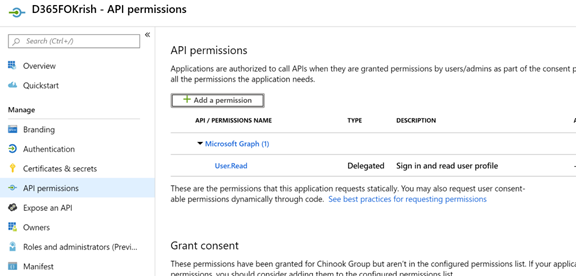 D365FOKrish - API permissions
Search (Ctrl+/)
«
Overview
Quickstart
Manage
Branding
Authentication
Certificates & secrets
API permissions
Expose an API
Owners
Roles and administrators (Previ...
Manifest
API permissions
Applications are authorized to call APIs when they are granted permissions by users/admins as part of the consent p
all the permissions the application needs.
+ Add a permission
API / PERMISSIONS NAME TYPE DESCRIPTION A
Microsoft Graph (1)
User.Read Delegated Sign in and read user profile -
These are the permissions that this application requests statically. You may also request user consent-
able permissions dynamically through code. See best practices for requesting permissions
Grant consent
These permissions have been granted for Chinook Group but aren't in the configured permissions list. If your applic
permissions, you should consider adding them to the configured permissions list.